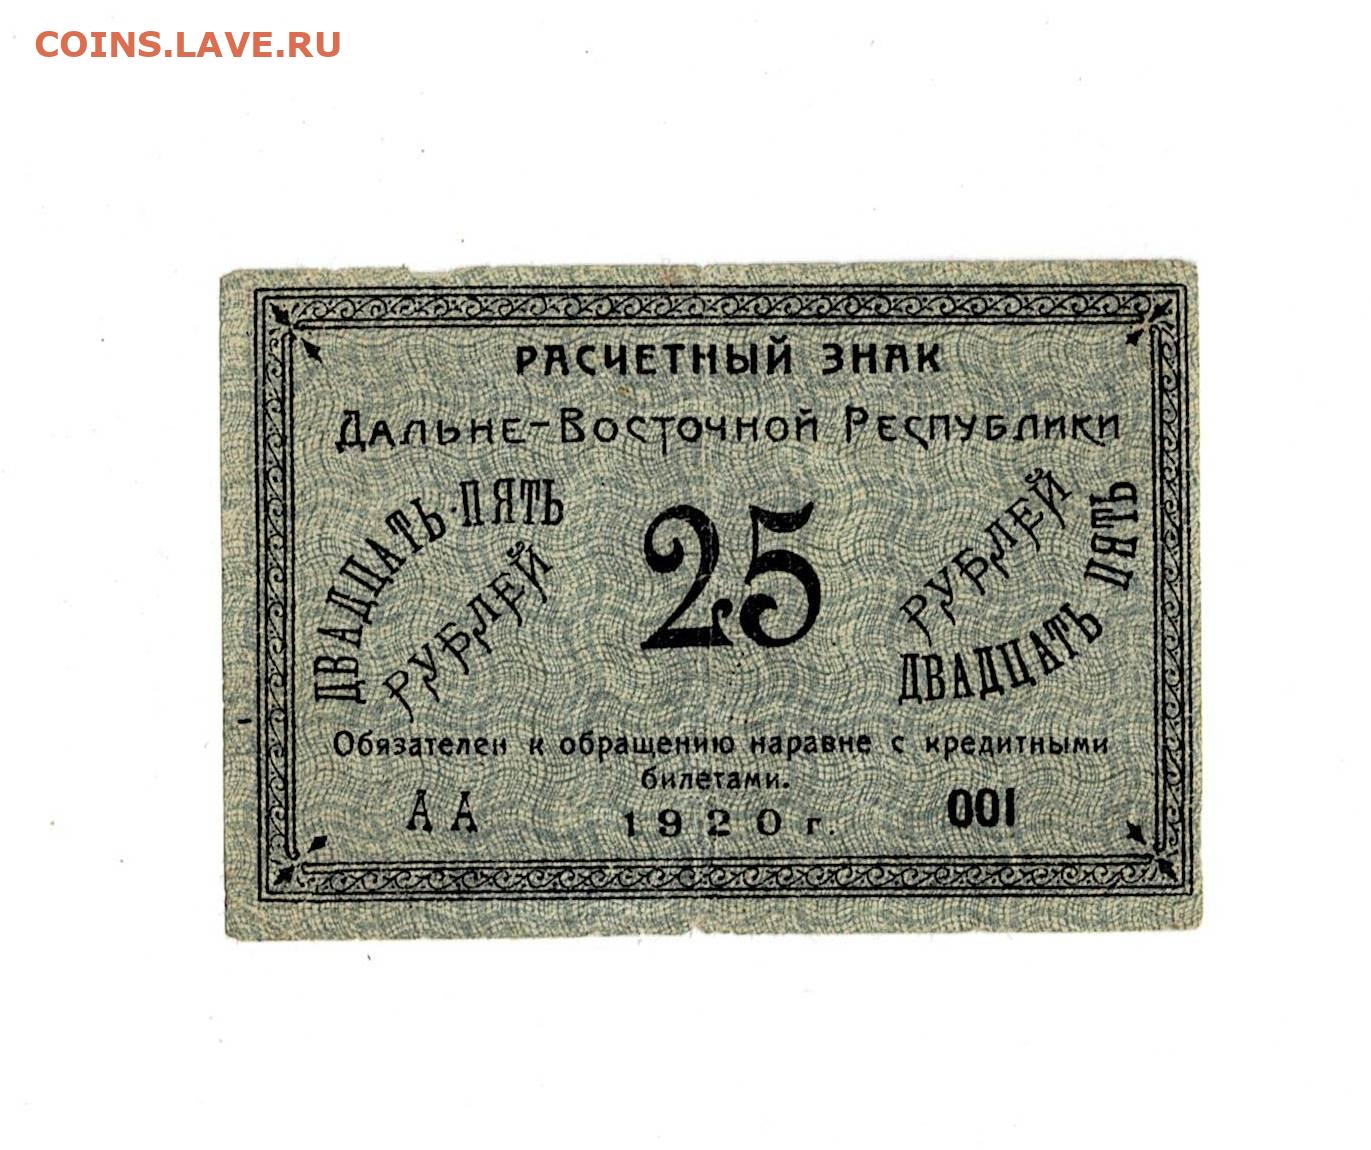 COINS.LAVE.RU
РАСЧЕТНЫЙ ЗНАК
ДАЛЬНЕ-ВОСТОЧНОЙ РЕСПУБЛИКИ
ДВАДЦАТЬ-ПЯТЬ
РУБЛЕЙ
25
РУБЛЕЙ
ДВАДЦАТЬ ПЯТЬ
Обязателен к обращению наравне с кредитными
билетами.
АА 001
1920 г.